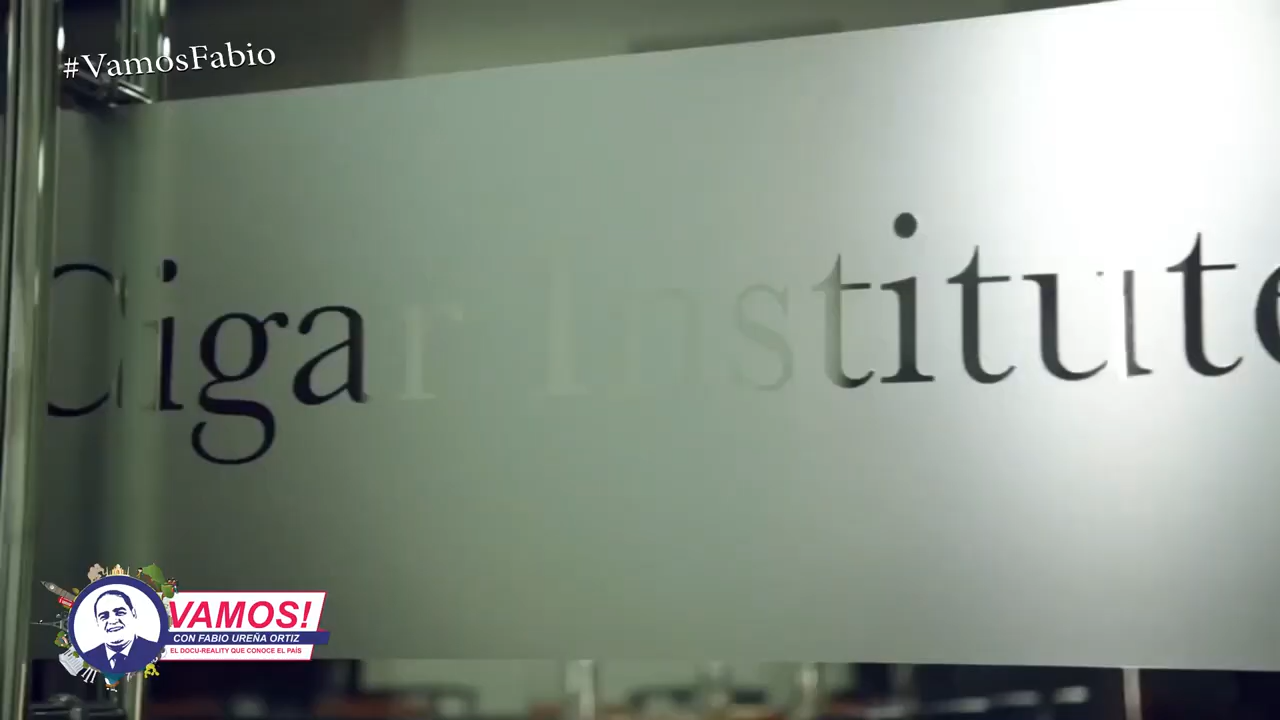 #VamosFabio
Cigar Institute
VAMOS!
CON FABIO UREÑA ORTIZ
EL DOCU-REALITY QUE CONOCE EL PAÍS